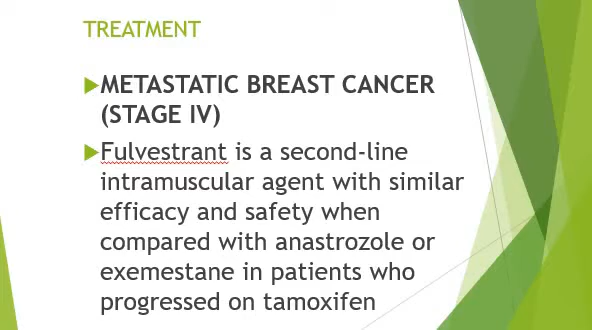 TREATMENT
METASTATIC BREAST CANCER
(STAGE IV)
Fulvestrant is a second-line
intramuscular agent with similar
efficacy and safety when
compared with anastrozole or
exemestane in patients who
progressed on tamoxifen